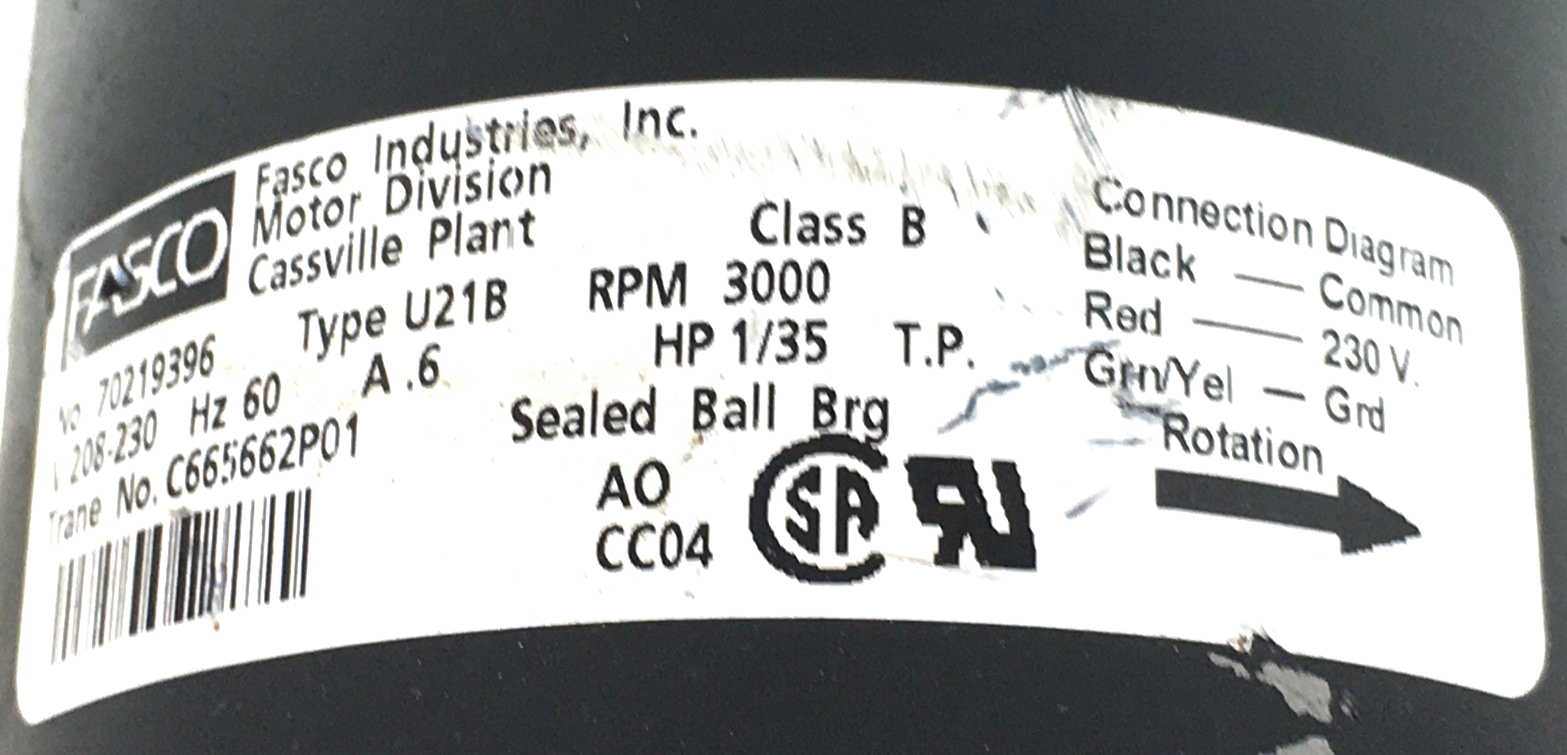 FASCO
Fasco Industries, Inc.
Motor Division
Cassville Plant
No. 70219396 Type U21B RPM 3000 Class B
208-230 Hz 60 A .6 HP 1/35 T.P.
Trane No. C665662P01 Sealed Ball Brg
AO
CC04
SA
RU
Connection Diagram
Black — Common
Red — 230 V.
Grn/Yel — Grd
Rotation